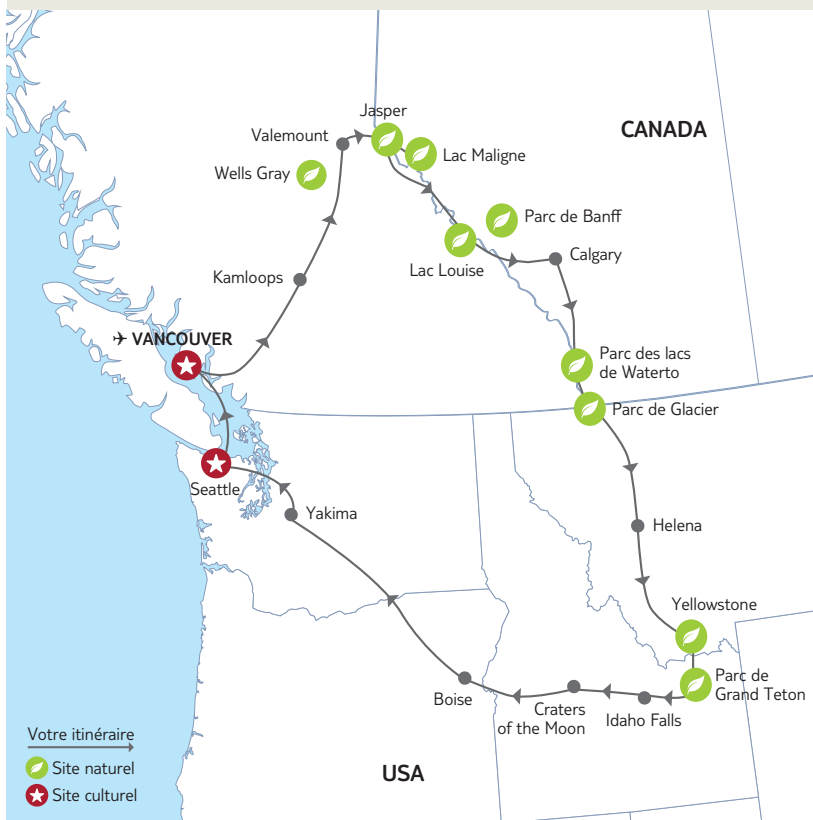 Jasper
Valemount
CANADA
Lac Maligne
Wells Gray
Parc de Banff
Calgary
Lac Louise
Kamloops
✈ VANCOUVER
Parc des lacs
de Waterto
Parc de Glacier
Seattle
Yakima
Helena
Yellowstone
Parc de
Grand Teton
Boise
Craters
of the Moon
Idaho Falls
Votre itinéraire
Site naturel
Site culturel
USA